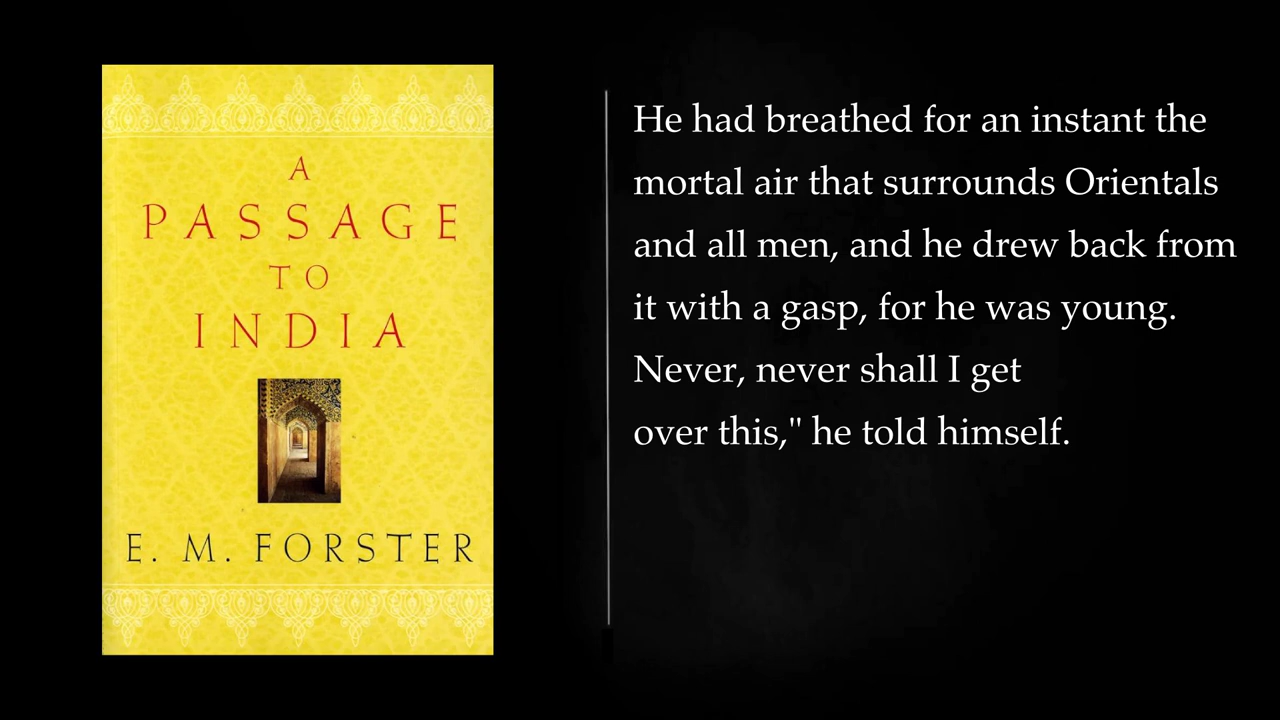 A
PASSAGE
TO
INDIA
E. M. FORSTER
He had breathed for an instant the
mortal air that surrounds Orientals
and all men, and he drew back from
it with a gasp, for he was young.
Never, never shall I get
over this," he told himself.